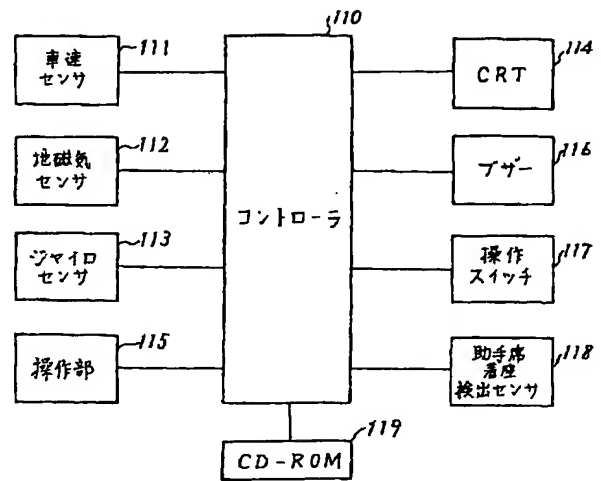 110
車速
センサ
111
CRT
114
地磁気
センサ
112
ブザー
116
コントローラ
ジャイロ
センサ
113
操作
スイッチ
117
操作部
115
助手席
着座
検出センサ
118
CD-ROM
119